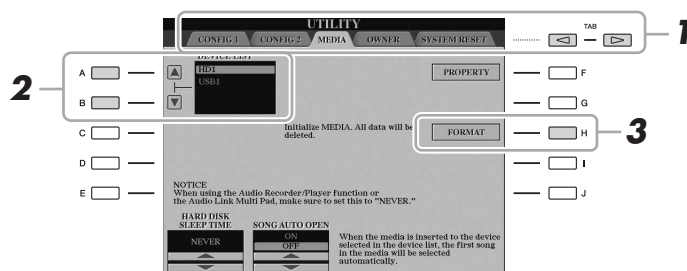 UTILITY
CONFIG 1 CONFIG 2 MEDIA OWNER SYSTEM RESET
TAB
1
DEVICE LIST
HD1
USB1
PROPERTY
A
B
C
D
E
F
G
H
I
J
2
3
Initialize MEDIA. All data will be
deleted.
FORMAT
NOTICE
When using the Audio Recorder/Player function or
the Audio Link Multi Pad, make sure to set this to "NEVER."
HARD DISK
SLEEP TIME
NEVER
SONG AUTO OPEN
ON
OFF
When the media is inserted to the device
selected in the device list, the first song
in the media will be selected
automatically.